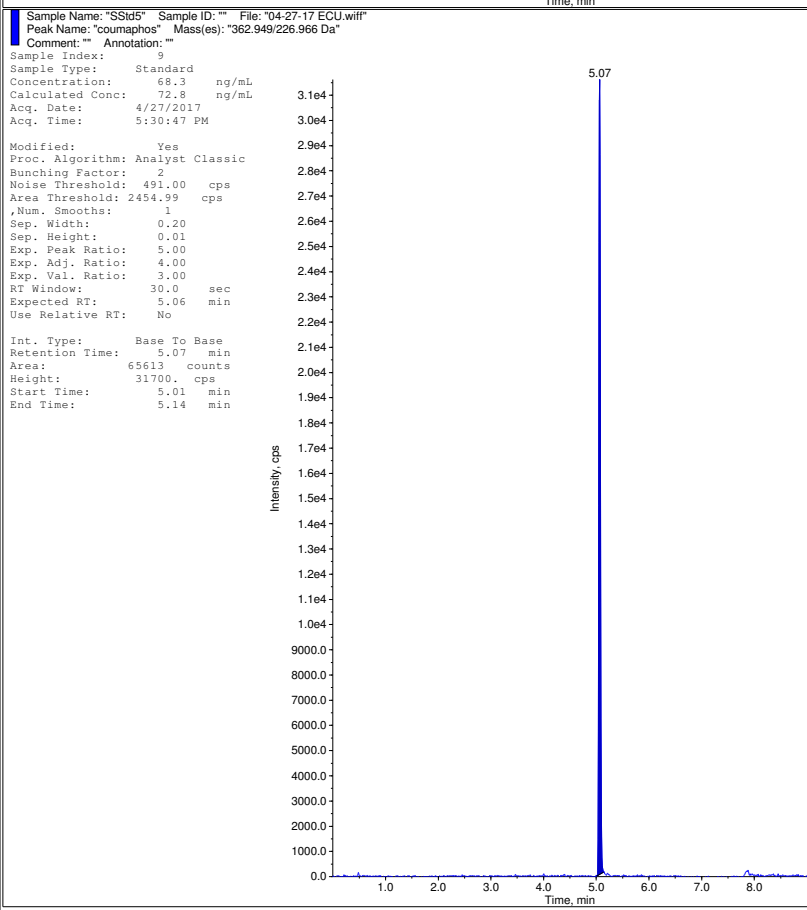 Time, min
Sample Name: "SStd5" Sample ID: "" File: "04-27-17 ECU.wiff"
Peak Name: "coumaphos" Mass(es): "362.949/226.966 Da"
Comment: "" Annotation: ""
Sample Index: 9
Sample Type: Standard
Concentration: 68.3 ng/mL
Calculated Conc: 72.8 ng/mL
Acq. Date: 4/27/2017
Acq. Time: 5:30:47 PM
Modified: Yes
Proc. Algorithm: Analyst Classic
Bunching Factor: 2
Noise Threshold: 491.00 cps
Area Threshold: 2454.99 cps
,Num. Smooths: 1
Sep. Width: 0.20
Sep. Height: 0.01
Exp. Peak Ratio: 5.00
Exp. Adj. Ratio: 4.00
Exp. Val. Ratio: 3.00
RT Window: 30.0 sec
Expected RT: 5.06 min
Use Relative RT: No
Int. Type: Base To Base
Retention Time: 5.07 min
Area: 65613 counts
Height: 31700. cps
Start Time: 5.01 min
End Time: 5.14 min
5.07
3.1e4
3.0e4
2.9e4
2.8e4
2.7e4
2.6e4
2.5e4
2.4e4
2.3e4
2.2e4
2.1e4
2.0e4
1.9e4
1.8e4
1.7e4
1.6e4
1.5e4
1.4e4
1.3e4
1.2e4
1.1e4
1.0e4
9000.0
8000.0
7000.0
6000.0
5000.0
4000.0
3000.0
2000.0
1000.0
0.0
Intensity, cps
1.0 2.0 3.0 4.0 5.0 6.0 7.0 8.0
Time, min